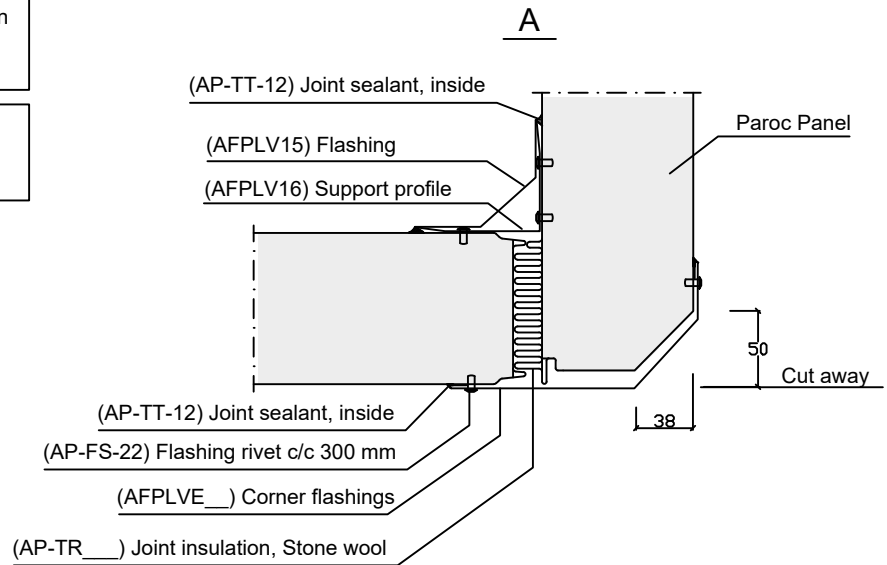 n
A
(AP-TT-12) Joint sealant, inside
Paroc Panel
(AFPLV15) Flashing
(AFPLV16) Support profile
50
Cut away
(AP-TT-12) Joint sealant, inside
38
(AP-FS-22) Flashing rivet c/c 300 mm
(AFPLVE__) Corner flashings
(AP-TR___) Joint insulation, Stone wool